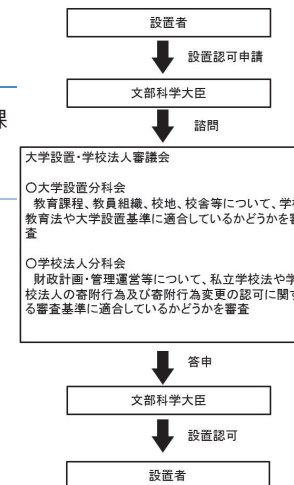 設置者
設置認可申請
文部科学大臣
課
諮問
大学設置・学校法人審議会
○大学設置分科会
教育課程、教員組織、校地、校舎等について、学校
教育法や大学設置基準に適合しているかどうかを審
査
○学校法人分科会
財政計画・管理運営等について、私立学校法や学
校法人の寄附行為及び寄附行為変更の認可に関す
る審査基準に適合しているかどうかを審査
答申
文部科学大臣
設置認可
設置者